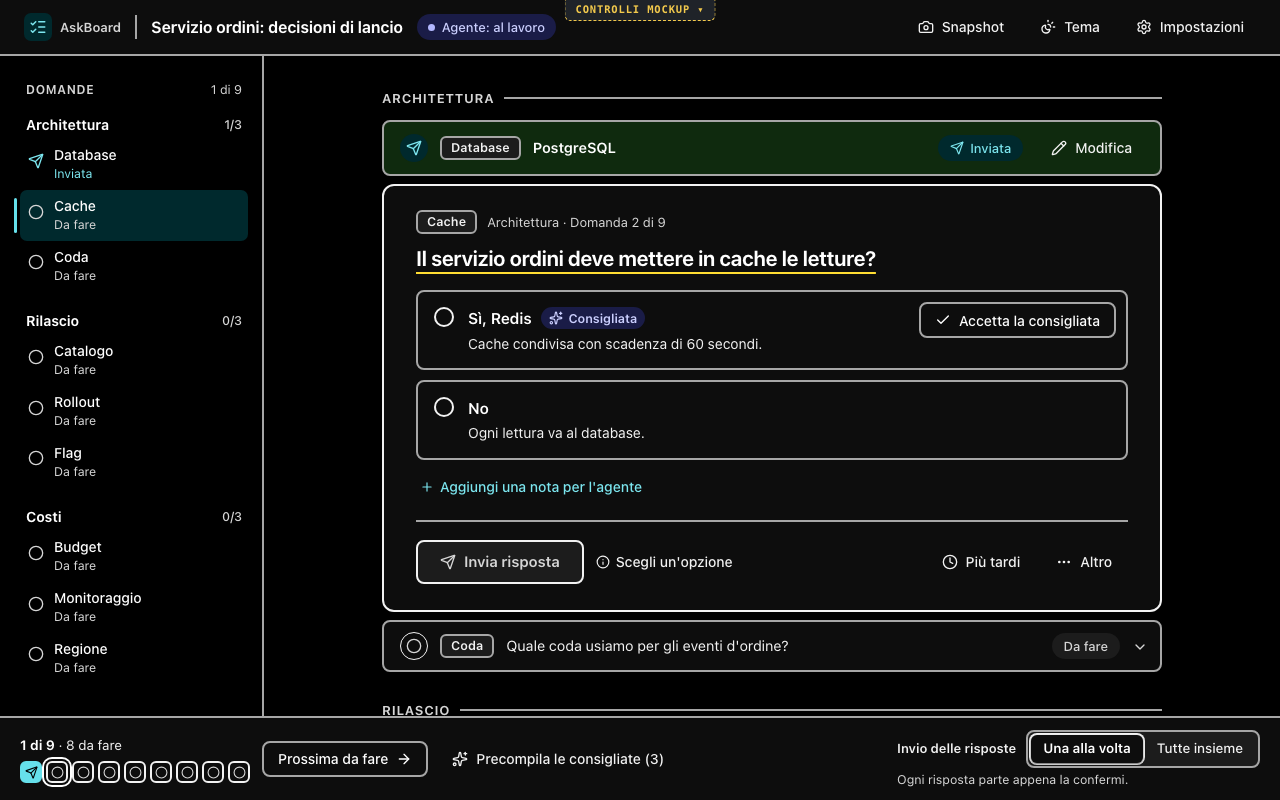 CONTROLLI MOCKUP ▾
AskBoard
Servizio ordini: decisioni di lancio
Agente: al lavoro
Snapshot
Tema
Impostazioni
DOMANDE
1 di 9
Architettura
1/3
Database
Inviata
Cache
Da fare
Coda
Da fare
Rilascio
0/3
Catalogo
Da fare
Rollout
Da fare
Flag
Da fare
Costi
0/3
Budget
Da fare
Monitoraggio
Da fare
Regione
Da fare
ARCHITETTURA
Database
PostgreSQL
Inviata
Modifica
Cache
Architettura · Domanda 2 di 9
Il servizio ordini deve mettere in cache le letture?
Sì, Redis
Consigliata
Accetta la consigliata
Cache condivisa con scadenza di 60 secondi.
No
Ogni lettura va al database.
+ Aggiungi una nota per l'agente
Invia risposta
Scegli un'opzione
Più tardi
Altro
Coda
Quale coda usiamo per gli eventi d'ordine?
Da fare
RILASCIO
1 di 9 · 8 da fare
Prossima da fare
Precompila le consigliate (3)
Invio delle risposte
Una alla volta
Tutte insieme
Ogni risposta parte appena la confermi.